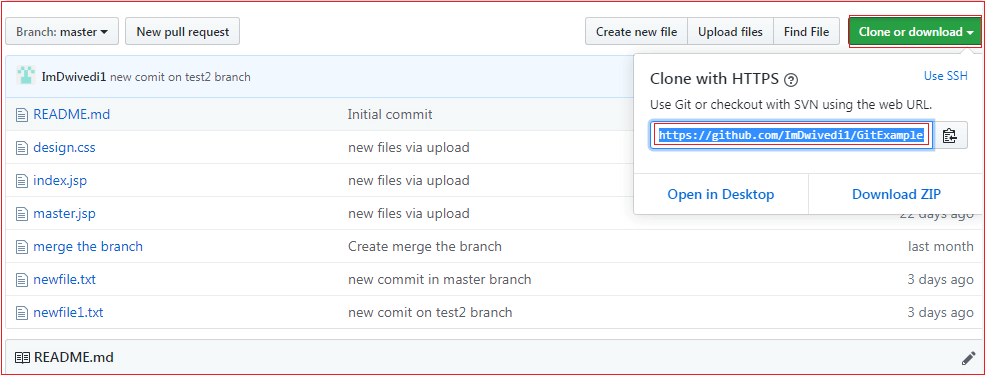 Branch: master New pull request Create new file Upload files Find File Clone or download
ImDwivedi1 new comit on test2 branch
Clone with HTTPS ? Use SSH
Use Git or checkout with SVN using the web URL.
https://github.com/ImDwivedi1/GitExample
Open in Desktop Download ZIP
README.md Initial commit
design.css new files via upload
index.jsp new files via upload
master.jsp new files via upload 22 days ago
merge the branch Create merge the branch last month
newfile.txt new commit in master branch 3 days ago
newfile1.txt new comit on test2 branch 3 days ago
README.md